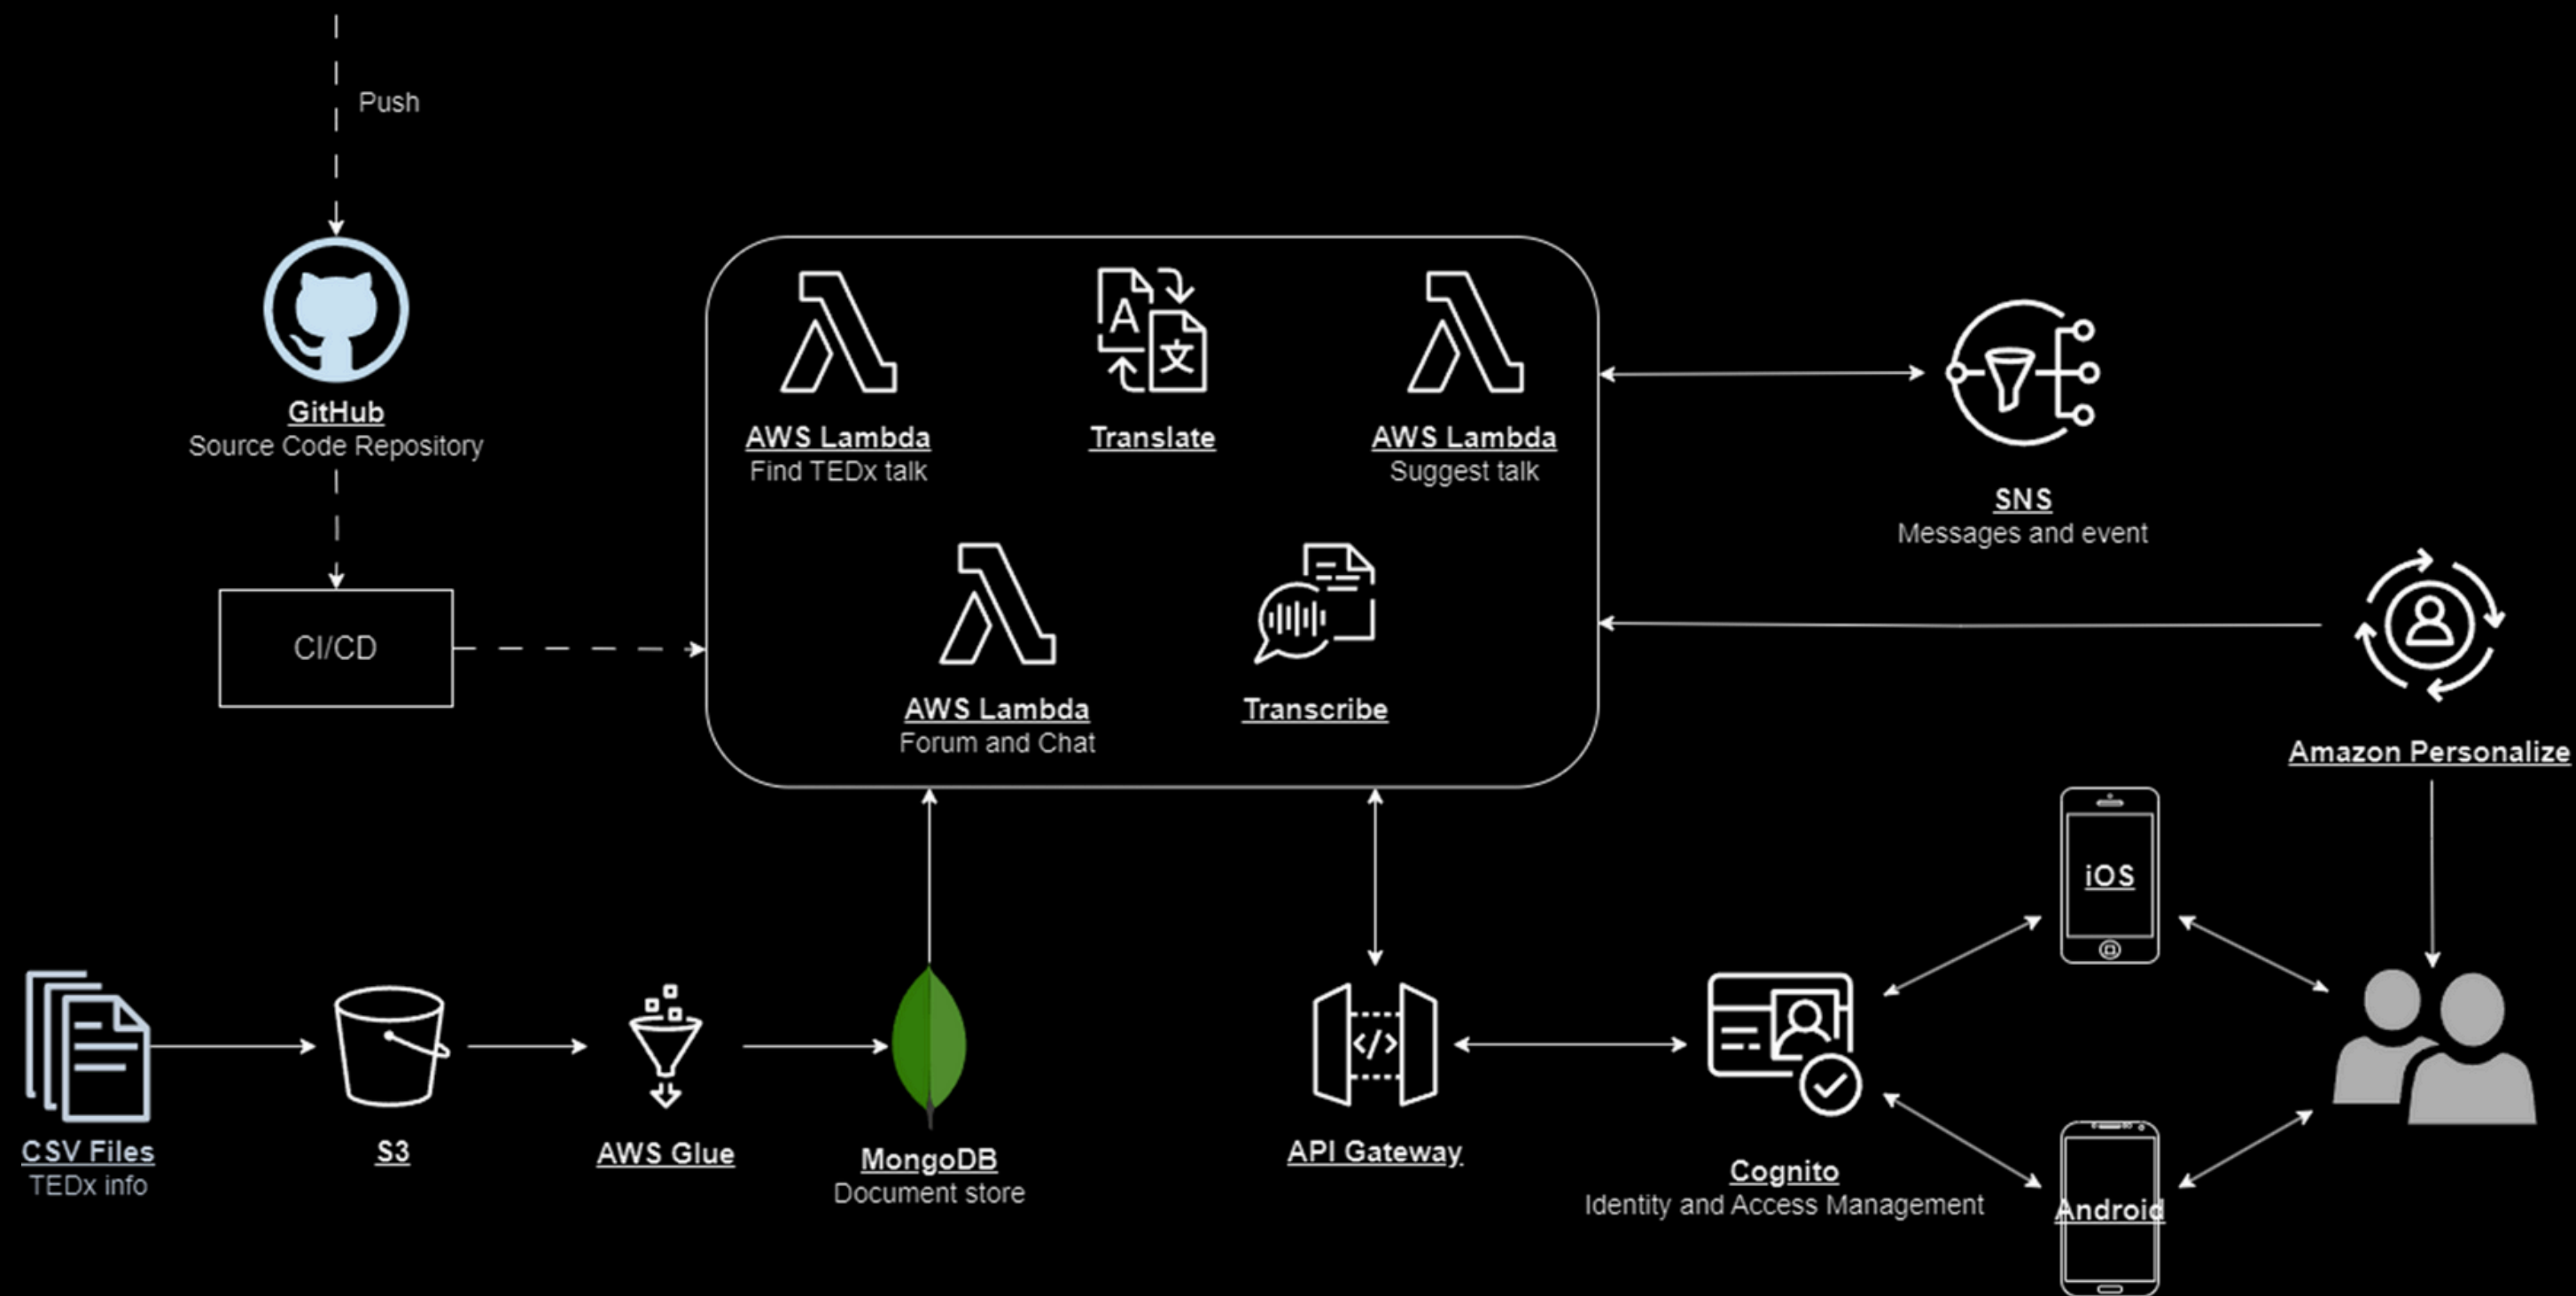 Push
GitHub
Source Code Repository
CI/CD
AWS Lambda
Find TEDx talk
A
文
Translate
AWS Lambda
Suggest talk
AWS Lambda
Forum and Chat
Transcribe
SNS
Messages and event
Amazon Personalize
CSV Files
TEDx info
S3
AWS Glue
MongoDB
Document store
</>
API Gateway
Cognito
Identity and Access Management
iOS
Android